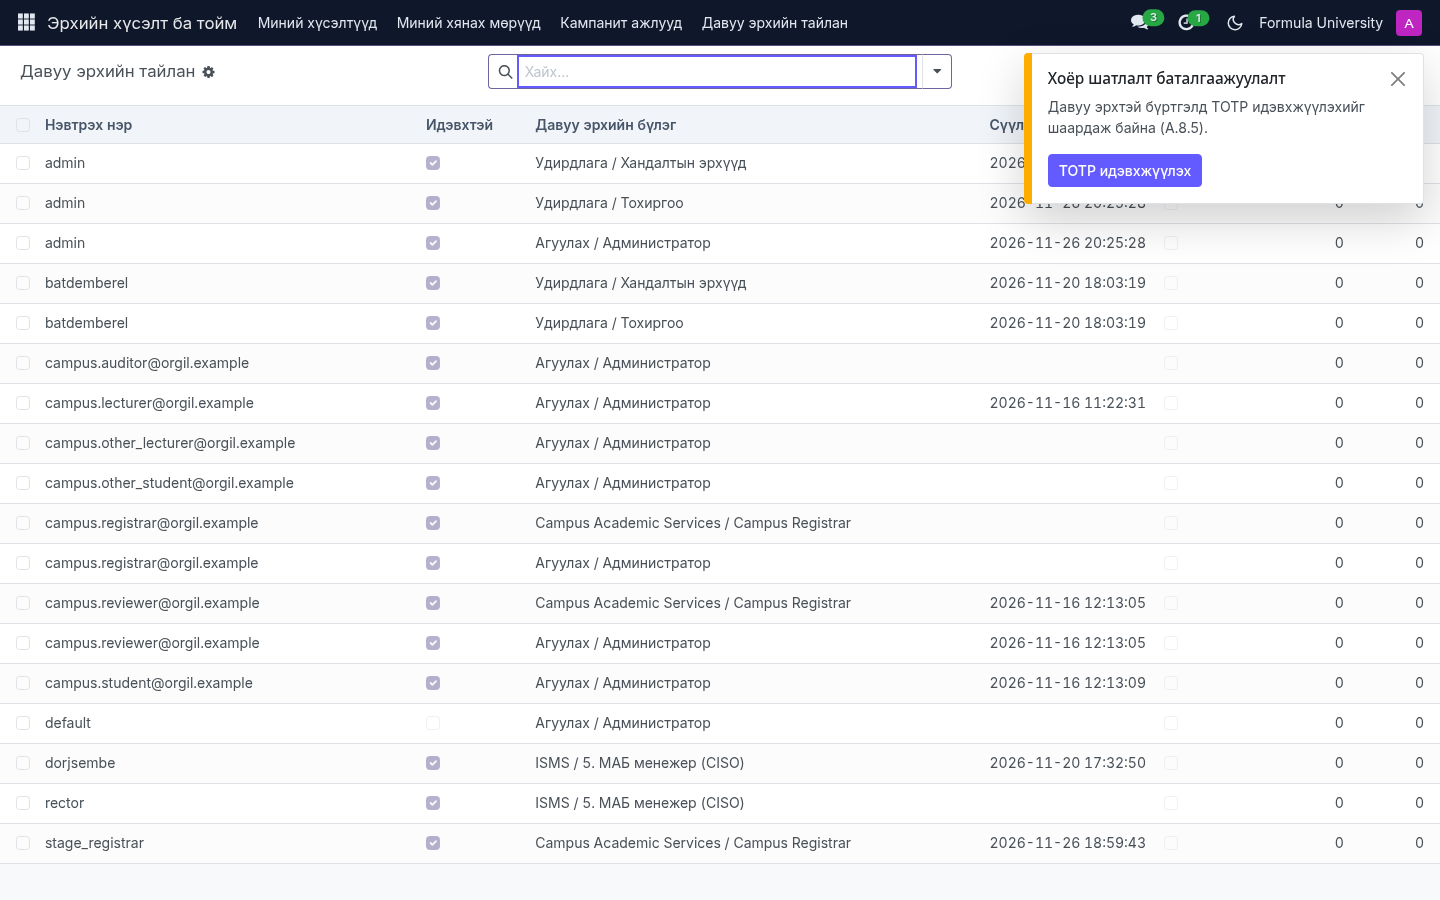 Эрхийн хүсэлт ба тойм Миний хүсэлтүүд Миний хянах мөрүүд Кампанит ажлууд Давуу эрхийн тайлан 3 1 Formula University A
Давуу эрхийн тайлан Хайх...
Хоёр шатлалт баталгаажуулалт
Давуу эрхтэй бүртгэлд TOTP идэвхжүүлэхийг
шаардаж байна (A.8.5).
TOTP идэвхжүүлэх
Нэвтрэх нэр Идэвхтэй Давуу эрхийн бүлэг
admin Удирдлага / Хандалтын эрхүүд 2026
admin Удирдлага / Тохиргоо 2026-11-26 20:25:28 0 0
admin Агуулах / Администратор 2026-11-26 20:25:28 0 0
batdemberel Удирдлага / Хандалтын эрхүүд 2026-11-20 18:03:19 0 0
batdemberel Удирдлага / Тохиргоо 2026-11-20 18:03:19 0 0
campus.auditor@orgil.example Агуулах / Администратор 0 0
campus.lecturer@orgil.example Агуулах / Администратор 2026-11-16 11:22:31 0 0
campus.other_lecturer@orgil.example Агуулах / Администратор 0 0
campus.other_student@orgil.example Агуулах / Администратор 0 0
campus.registrar@orgil.example Campus Academic Services / Campus Registrar 0 0
campus.registrar@orgil.example Агуулах / Администратор 0 0
campus.reviewer@orgil.example Campus Academic Services / Campus Registrar 2026-11-16 12:13:05 0 0
campus.reviewer@orgil.example Агуулах / Администратор 2026-11-16 12:13:05 0 0
campus.student@orgil.example Агуулах / Администратор 2026-11-16 12:13:09 0 0
default Агуулах / Администратор 0 0
dorjsembe ISMS / 5. МАБ менежер (CISO) 2026-11-20 17:32:50 0 0
rector ISMS / 5. МАБ менежер (CISO) 0 0
stage_registrar Campus Academic Services / Campus Registrar 2026-11-26 18:59:43 0 0